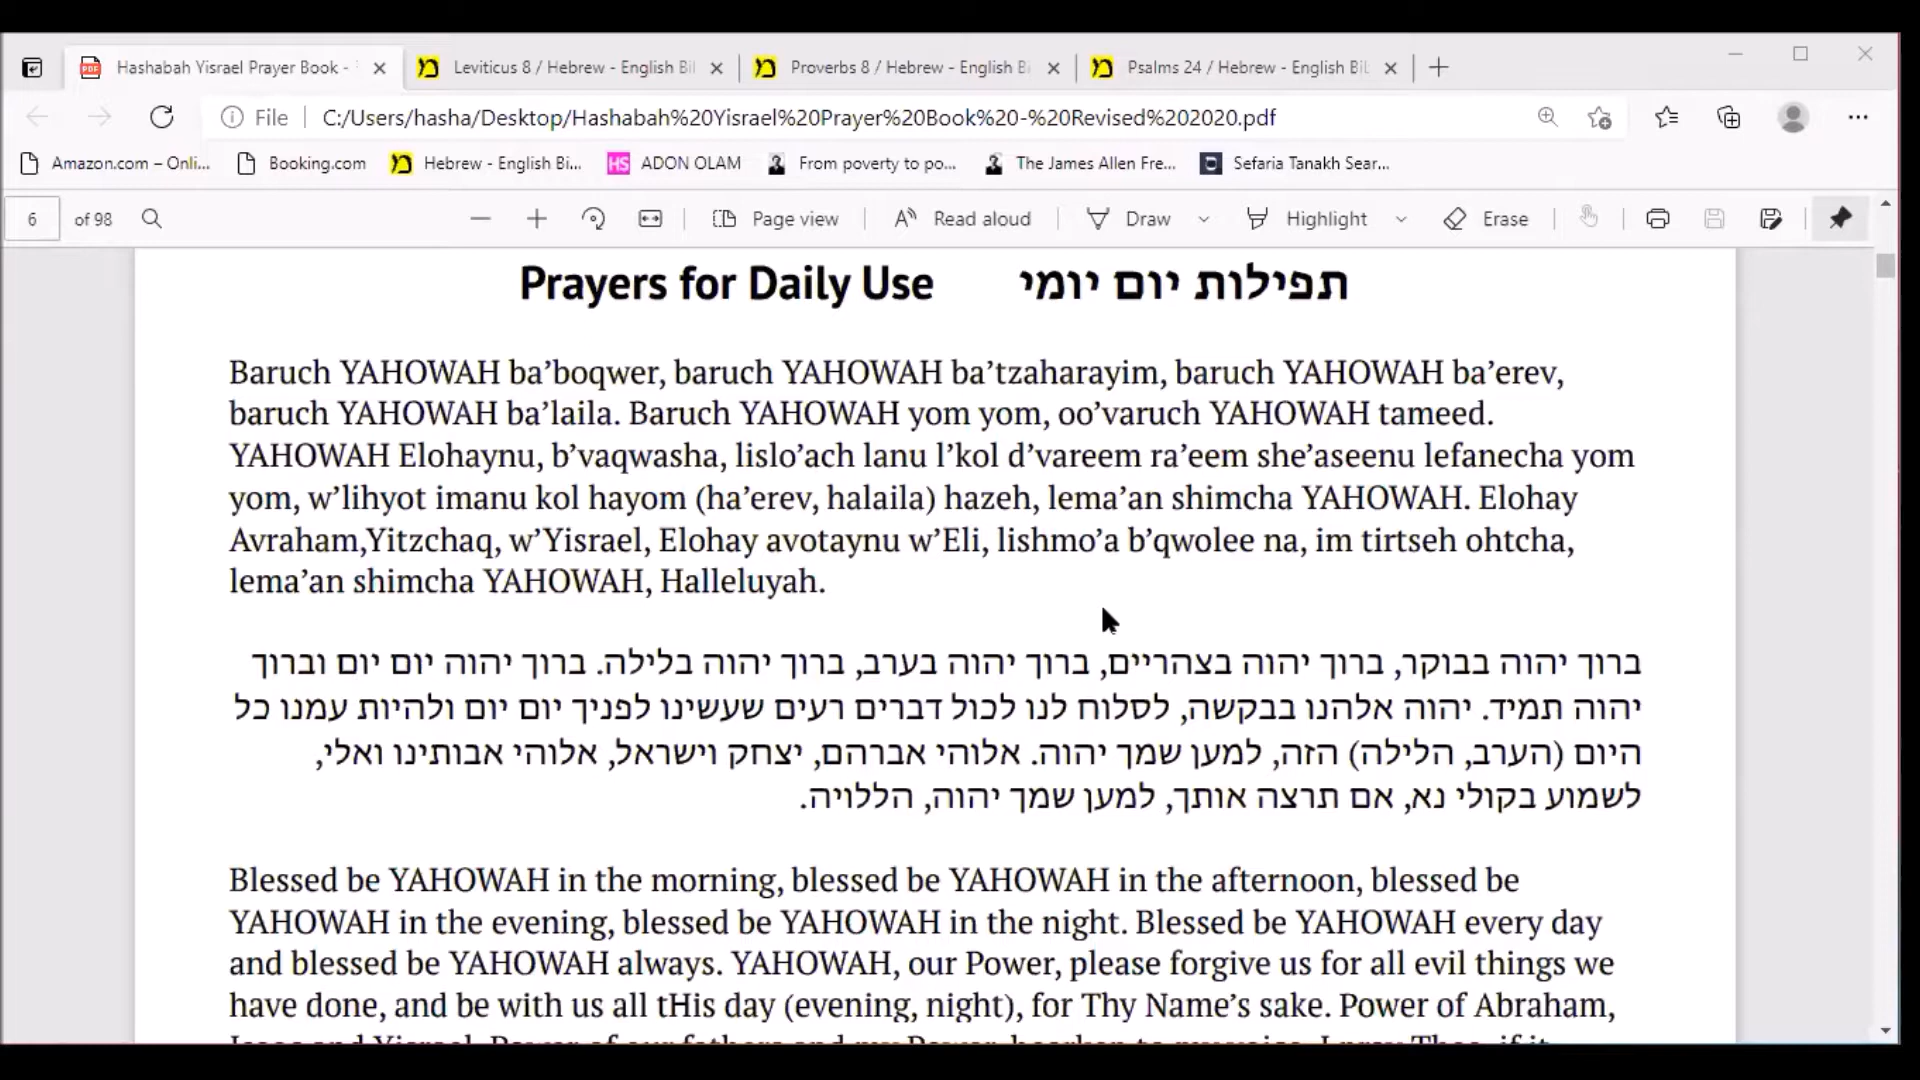 Hashabah Yisrael Prayer Book -
Leviticus 8 / Hebrew - English Bi
Proverbs 8 / Hebrew - English Bi
Psalms 24 / Hebrew - English Bi
File
C:/Users/hasha/Desktop/Hashabah%20Yisrael%20Prayer%20Book%20-%20Revised%202020.pdf
Amazon.com – Onli...
Booking.com
Hebrew - English Bi...
HS ADON OLAM
From poverty to po...
The James Allen Fre...
Sefaria Tanakh Sear...
6 of 98
Page view
Read aloud
Draw
Highlight
Erase
Prayers for Daily Use תפילות יום יומי
Baruch YAHOWAH ba’boqwer, baruch YAHOWAH ba’tzaharayim, baruch YAHOWAH ba’erev,
baruch YAHOWAH ba’laila. Baruch YAHOWAH yom yom, oo’varuch YAHOWAH tameed.
YAHOWAH Elohaynu, b’vaqwasha, lislo’ach lanu l’kol d’vareem ra’eem she’aseenu lefanecha yom
yom, w’lihyot imanu kol hayom (ha’erev, halaila) hazeh, lema’an shimcha YAHOWAH. Elohay
Avraham,Yitzchaq, w’Yisrael, Elohay avotaynu w’Eli, lishmo’a b’qwolee na, im tirtseh ohtcha,
lema’an shimcha YAHOWAH, Halleluyah.
ברוך יהוה בבוקר, ברוך יהוה בצהריים, ברוך יהוה בערב, ברוך יהוה בלילה. ברוך יהוה יום יום וברוך
יהוה תמיד. יהוה אלהנו בבקשה, לסלוח לנו לכול דברים רעים שעשינו לפניך יום יום ולהיות עמנו כל
היום (הערב, הלילה) הזה, למען שמך יהוה. אלוהי אברהם, יצחק וישראל, אלוהי אבותינו ואלי,
לשמוע בקולי נא, אם תרצה אותך, למען שמך יהוה, הללויה.
Blessed be YAHOWAH in the morning, blessed be YAHOWAH in the afternoon, blessed be
YAHOWAH in the evening, blessed be YAHOWAH in the night. Blessed be YAHOWAH every day
and blessed be YAHOWAH always. YAHOWAH, our Power, please forgive us for all evil things we
have done, and be with us all tHis day (evening, night), for Thy Name’s sake. Power of Abraham,